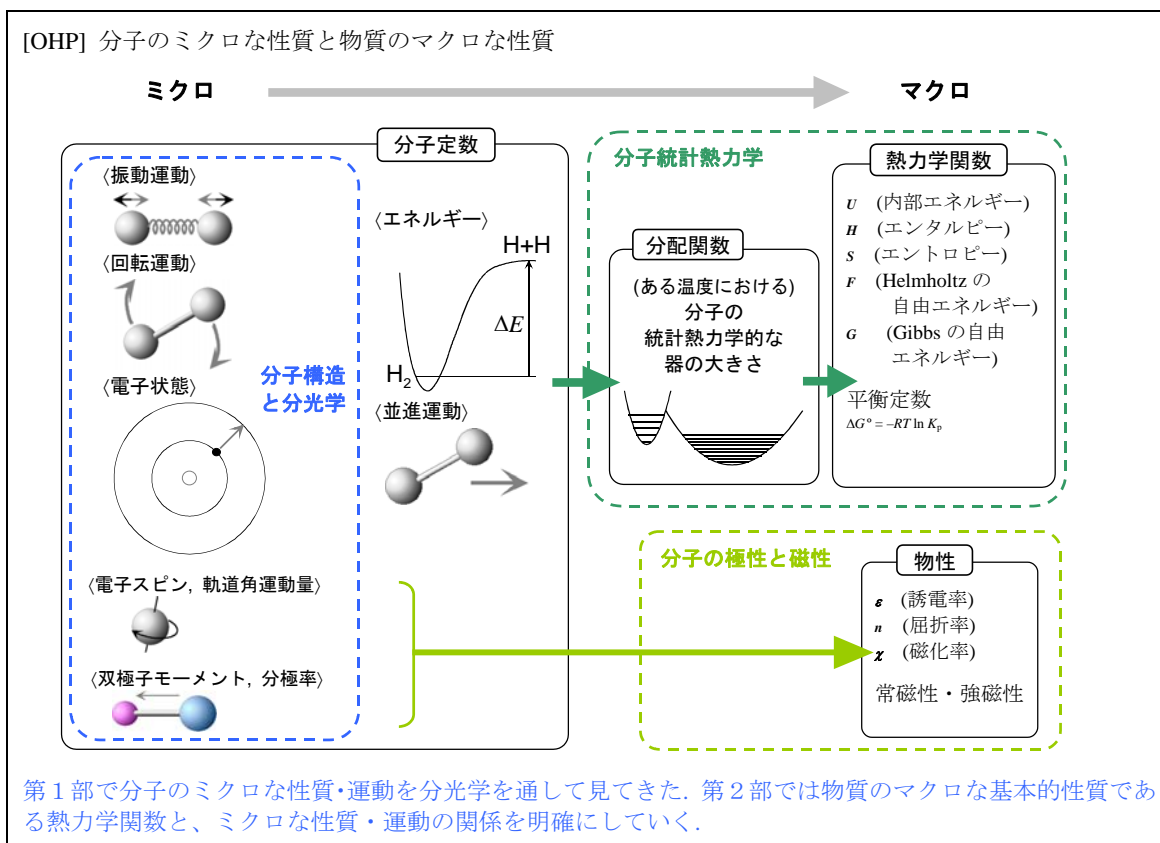 [OHP] 分子のミクロな性質と物質のマクロな性質
ミクロ
マクロ
分子定数
〈振動運動〉
〈回転運動〉
〈電子状態〉
分子構造
と分光学
〈電子スピン, 軌道角運動量〉
〈双極子モーメント, 分極率〉
〈エネルギー〉
H+H
ΔE
H2
〈並進運動〉
分子統計熱力学
分配関数
(ある温度における)
分子の
統計熱力学的な
器の大きさ
熱力学関数
U (内部エネルギー)
H (エンタルピー)
S (エントロピー)
F (Helmholtz の
自由エネルギー)
G (Gibbs の自由
エネルギー)
平衡定数
ΔG° = –RT ln Kp
分子の極性と磁性
物性
ε (誘電率)
n (屈折率)
χ (磁化率)
常磁性・強磁性
第1部で分子のミクロな性質・運動を分光学を通して見てきた. 第2部では物質のマクロな基本的性質であ
る熱力学関数と、ミクロな性質・運動の関係を明確にしていく.